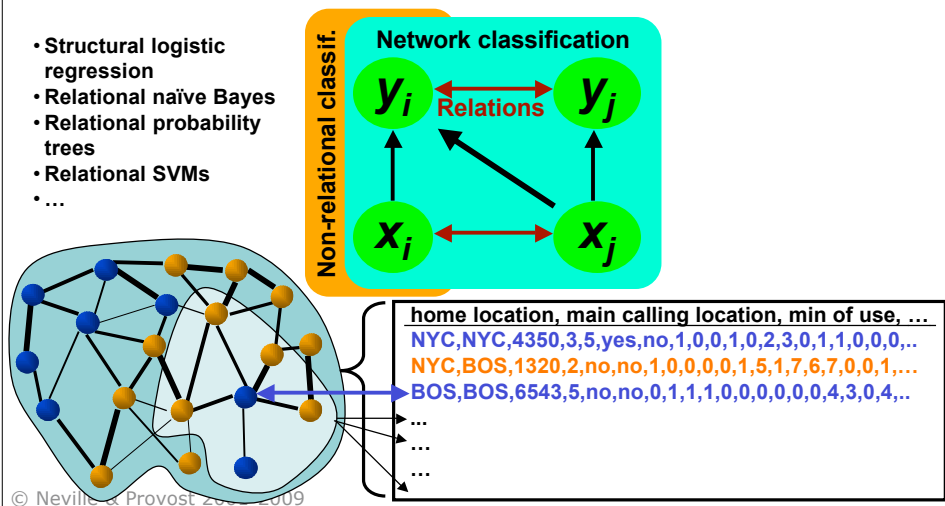 • Structural logistic
regression
• Relational naïve Bayes
• Relational probability
trees
• Relational SVMs
• …
Non-relational classif.
Network classification
yi yj
Relations
xi xj
home location, main calling location, min of use, …
NYC,NYC,4350,3,5,yes,no,1,0,0,1,0,2,3,0,1,1,0,0,0,..
NYC,BOS,1320,2,no,no,1,0,0,0,0,1,5,1,7,6,7,0,0,1,…
BOS,BOS,6543,5,no,no,0,1,1,1,0,0,0,0,0,0,4,3,0,4,..
...
…
…
© Neville & Provost 2009